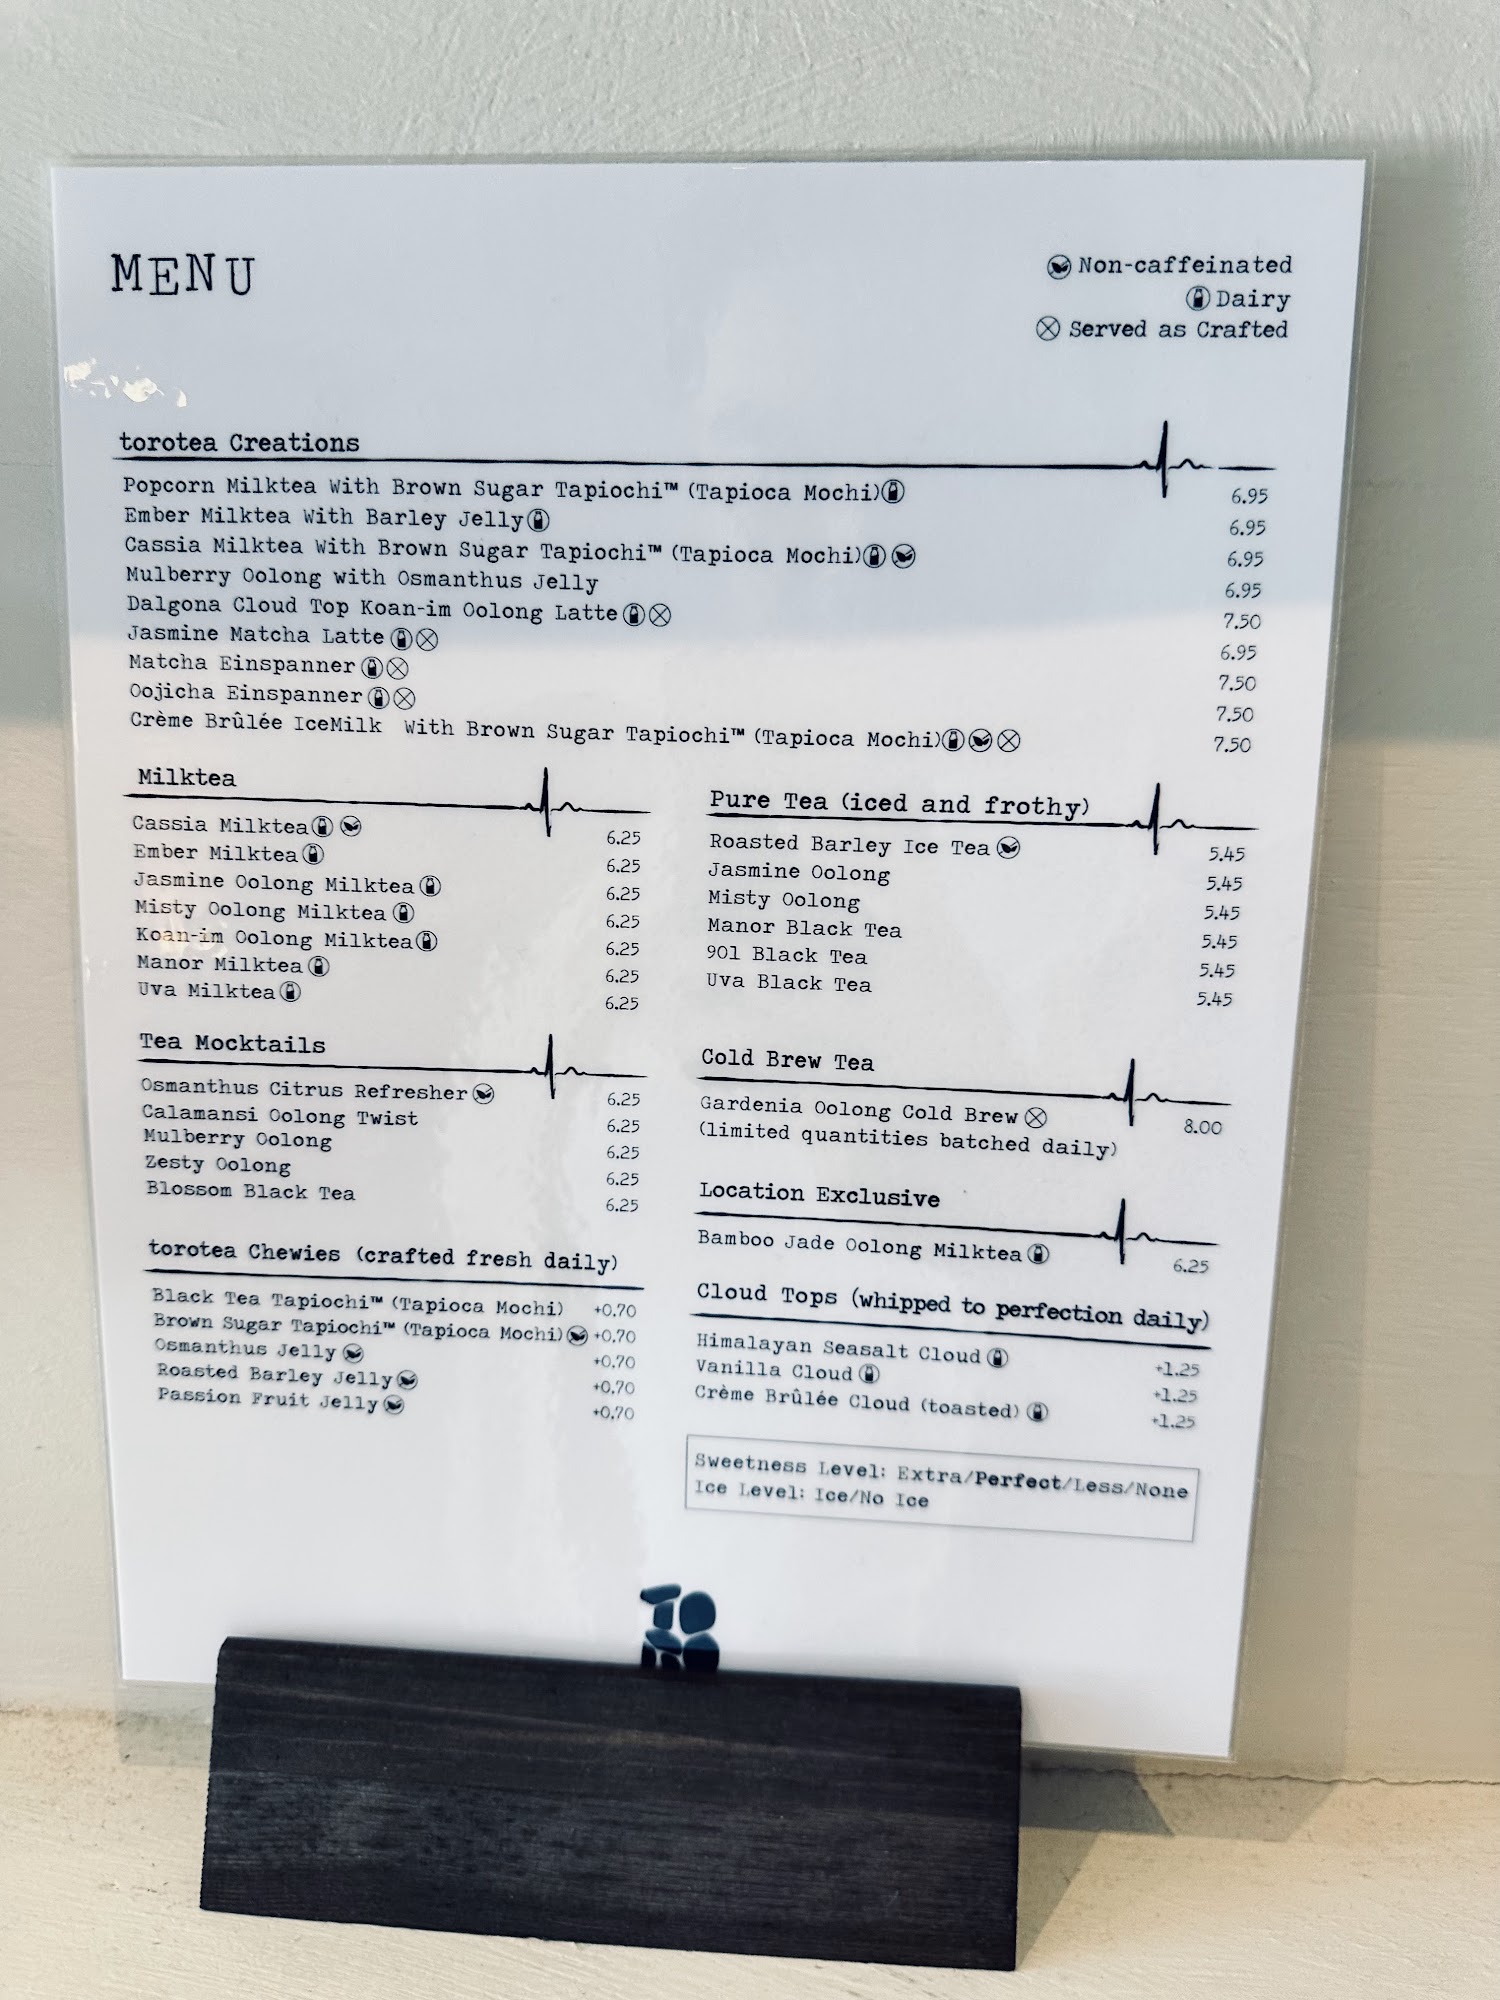 MENU
Non-caffeinated
Dairy
Served as Crafted
torotea Creations
Popcorn Milktea With Brown Sugar Tapiochi™ (Tapioca Mochi) 6.95
Ember Milktea With Barley Jelly 6.95
Cassia Milktea With Brown Sugar Tapiochi™ (Tapioca Mochi) 6.95
Mulberry Oolong with Osmanthus Jelly 6.95
Dalgona Cloud Top Koan-im Oolong Latte 7.50
Jasmine Matcha Latte 6.95
Matcha Einspanner 7.50
Oojicha Einspanner 7.50
Crème Brûlée IceMilk With Brown Sugar Tapiochi™ (Tapioca Mochi) 7.50
Milktea
Cassia Milktea 6.25
Ember Milktea 6.25
Jasmine Oolong Milktea 6.25
Misty Oolong Milktea 6.25
Koan-im Oolong Milktea 6.25
Manor Milktea 6.25
Uva Milktea 6.25
Tea Mocktails
Osmanthus Citrus Refresher 6.25
Calamansi Oolong Twist 6.25
Mulberry Oolong 6.25
Zesty Oolong 6.25
Blossom Black Tea 6.25
torotea Chewies (crafted fresh daily)
Black Tea Tapiochi™ (Tapioca Mochi) +0.70
Brown Sugar Tapiochi™ (Tapioca Mochi) +0.70
Osmanthus Jelly +0.70
Roasted Barley Jelly +0.70
Passion Fruit Jelly +0.70
Pure Tea (iced and frothy)
Roasted Barley Ice Tea 5.45
Jasmine Oolong 5.45
Misty Oolong 5.45
Manor Black Tea 5.45
901 Black Tea 5.45
Uva Black Tea 5.45
Cold Brew Tea
Gardenia Oolong Cold Brew 8.00
(limited quantities batched daily)
Location Exclusive
Bamboo Jade Oolong Milktea 6.25
Cloud Tops (whipped to perfection daily)
Himalayan Seasalt Cloud +1.25
Vanilla Cloud +1.25
Crème Brûlée Cloud (toasted) +1.25
Sweetness Level: Extra/Perfect/Less/None
Ice Level: Ice/No Ice
TO